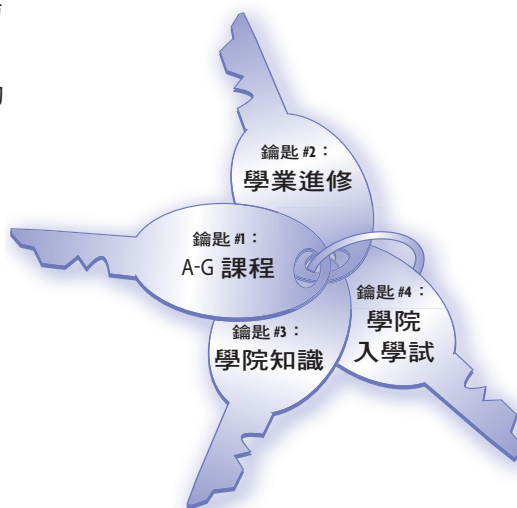 鑰匙 #2：
學業進修
鑰匙 #1：
A-G 課程
鑰匙 #4：
學院
入學試
鑰匙 #3：
學院知識